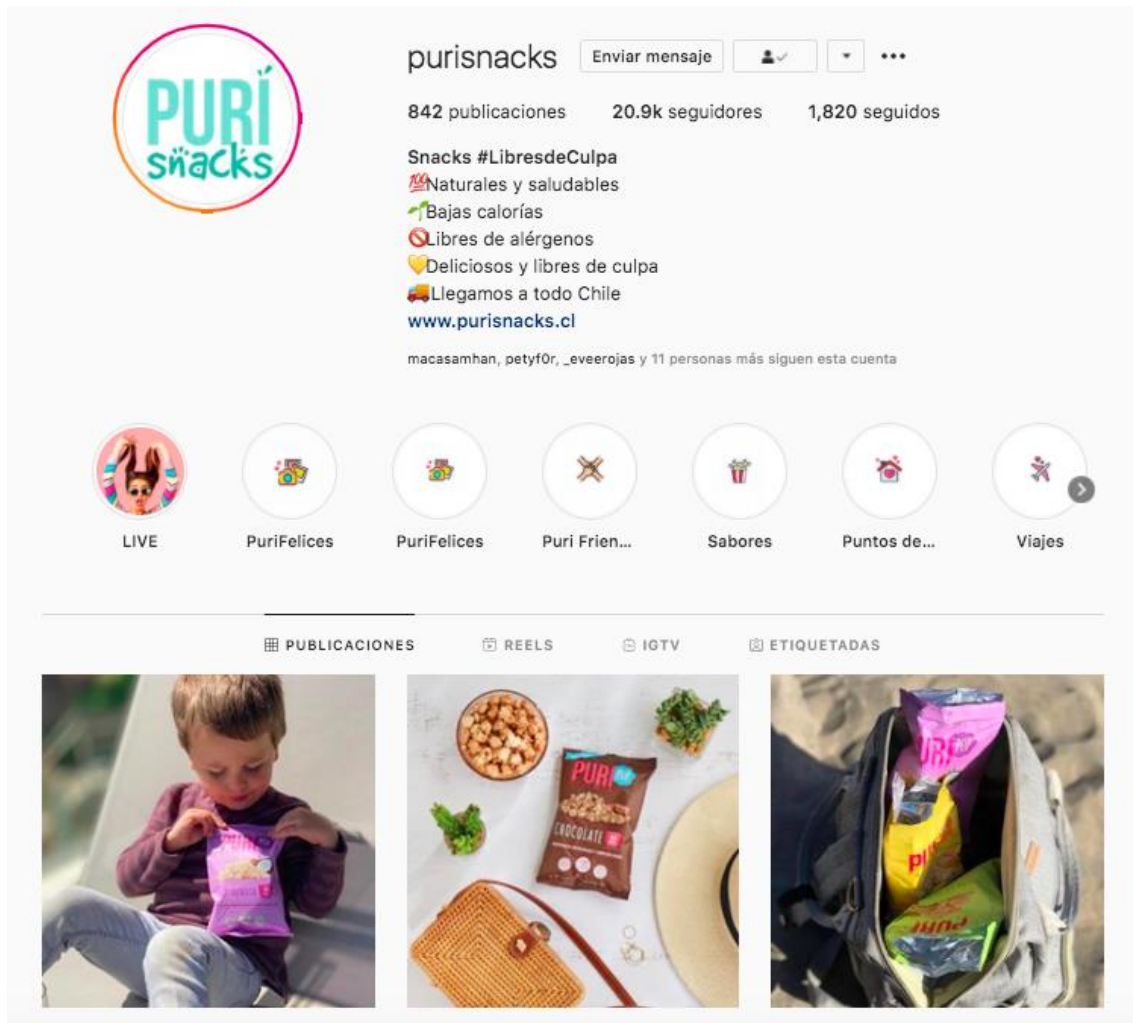 PURÍ
snacks
purisnacks Enviar mensaje
842 publicaciones 20.9k seguidores 1,820 seguidos
Snacks #LibresdeCulpa
💯Naturales y saludables
🌱Bajas calorías
🚫Libres de alérgenos
💛Deliciosos y libres de culpa
🚚Llegamos a todo Chile
www.purisnacks.cl
macasamhan, petyf0r, _eveerojas y 11 personas más siguen esta cuenta
LIVE PuriFelices PuriFelices Puri Frien... Sabores Puntos de... Viajes
PUBLICACIONES REELS IGTV ETIQUETADAS
PURI
CHOCOLATE
PURI